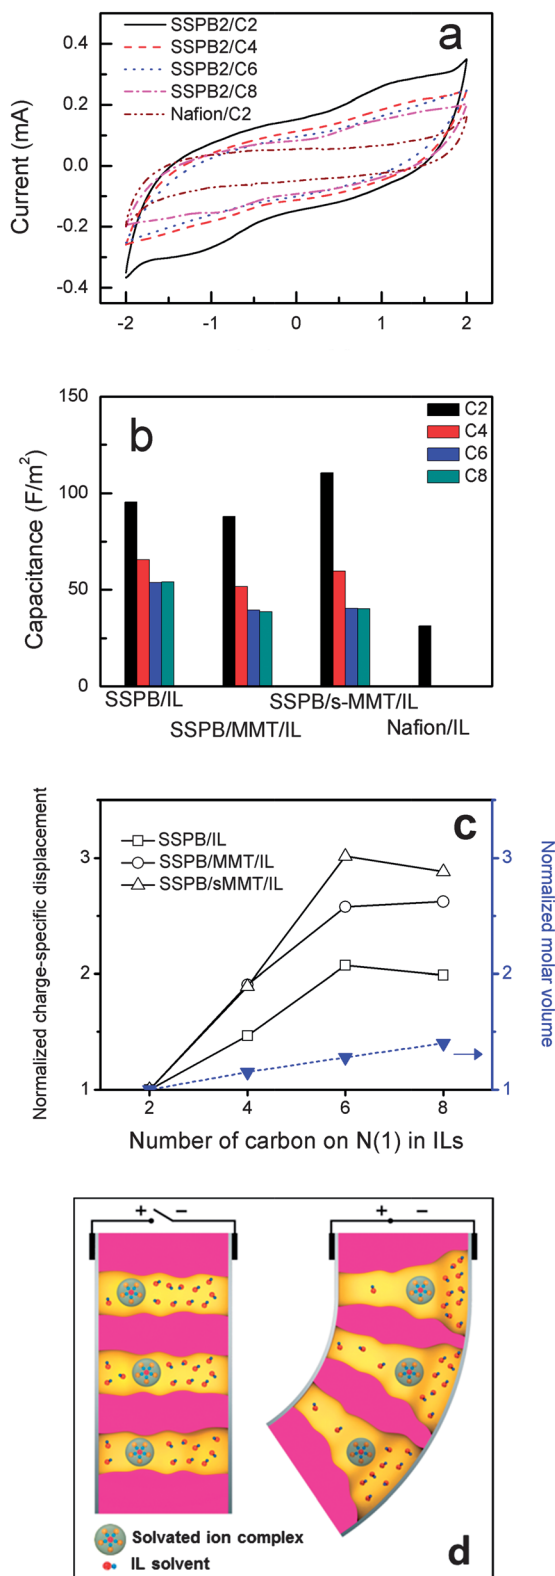 a
SSPB2/C2
SSPB2/C4
SSPB2/C6
SSPB2/C8
Nafion/C2
0.4
0.2
0.0
-0.2
-0.4
Current (mA)
-2 -1 0 1 2
b
C2
C4
C6
C8
150
100
50
0
Capacitance (F/m²)
SSPB/IL
SSPB/MMT/IL
SSPB/s-MMT/IL
Nafion/IL
c
SSPB/IL
SSPB/MMT/IL
SSPB/sMMT/IL
3
2
1
Normalized charge-specific displacement
3
2
1
Normalized molar volume
2 4 6 8
Number of carbon on N(1) in ILs
+ −
+ −
Solvated ion complex
IL solvent
d